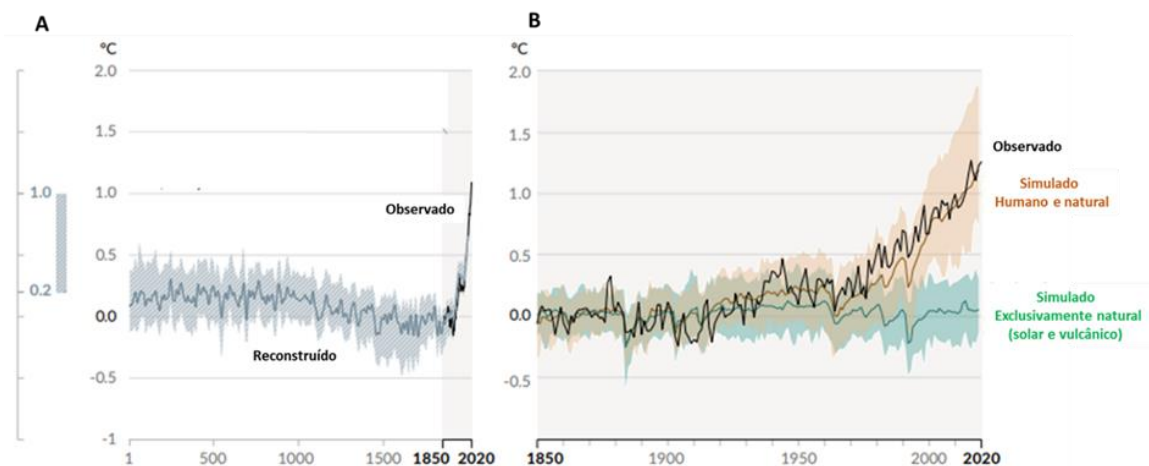 A
B
°C
°C
2.0
2.0
1.5
1.5
1.0
1.0
1.0
Observado
Observado
Simulado
Humano e natural
0.5
0.5
0.2
Simulado
Exclusivamente natural
(solar e vulcânico)
0.0
0.0
Reconstruído
-0.5
-0.5
-1
1
500
1000
1500
1850
2020
1850
1900
1950
2000
2020